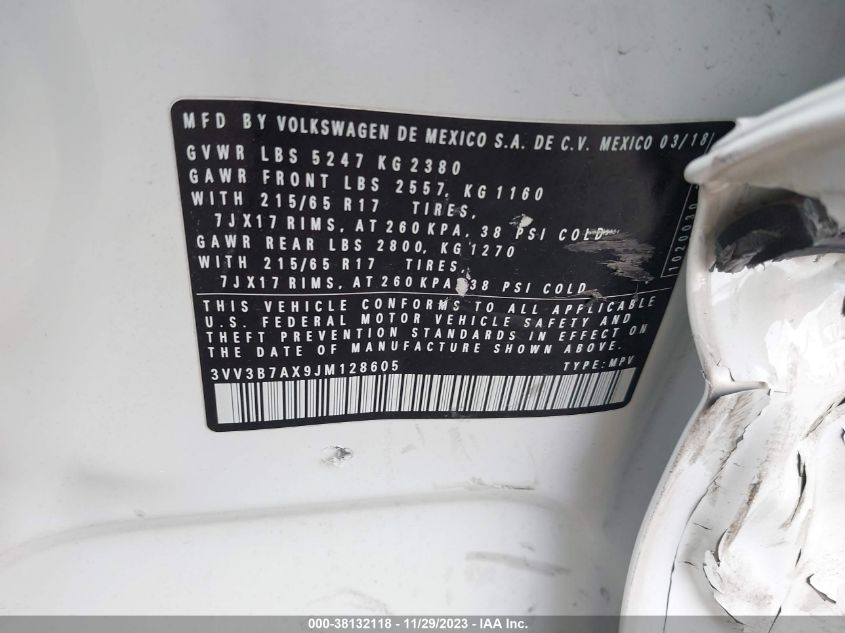 MFD BY VOLKSWAGEN DE MEXICO S.A. DE C.V. MEXICO 03/18
GVWR LBS 5247 KG 2380
GAWR FRONT LBS 2557, KG 1160
WITH 215/65 R17 TIRES,
7JX17 RIMS, AT 260 KPA, 38 PSI COLD
GAWR REAR LBS 2800, KG 1270
WITH 215/65 R17 TIRES,
7JX17 RIMS, AT 260 KPA, 38 PSI COLD
THIS VEHICLE CONFORMS TO ALL APPLICABLE
U.S. FEDERAL MOTOR VEHICLE SAFETY AND
THEFT PREVENTION STANDARDS IN EFFECT ON
THE DATE OF MANUFACTURE SHOWN ABOVE.
3VV3B7AX9JM128605 TYPE: MPV
1020030
000-38132118 - 11/29/2023 - IAA Inc.